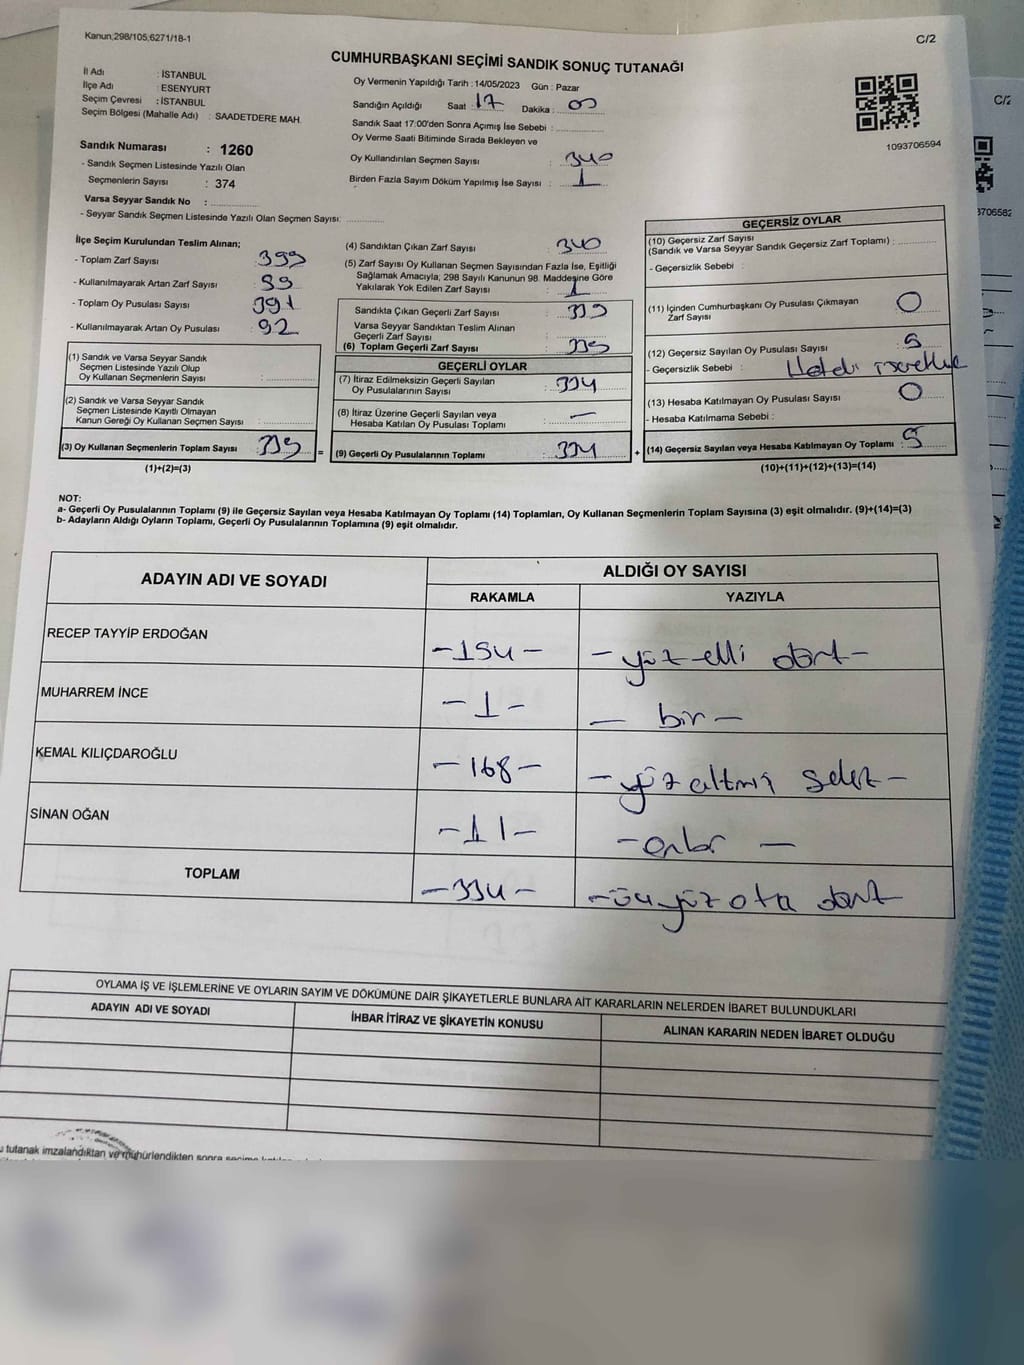 Kanun,298/105,6271/18-1
C/2
CUMHURBAŞKANI SEÇİMİ SANDIK SONUÇ TUTANAĞI
İl Adı : İSTANBUL
İlçe Adı : ESENYURT
Seçim Çevresi : İSTANBUL
Seçim Bölgesi (Mahalle Adı) : SAADETDERE MAH.
Sandık Numarası : 1260
- Sandık Seçmen Listesinde Yazılı Olan
Seçmenlerin Sayısı : 374
Varsa Seyyar Sandık No :
- Seyyar Sandık Seçmen Listesinde Yazılı Olan Seçmen Sayısı:
Oy Vermenin Yapıldığı Tarih : 14/05/2023 Gün : Pazar
Sandığın Açıldığı Saat : 17 Dakika : 00
Sandık Saat 17:00'den Sonra Açımış İse Sebebi :
Oy Verme Saati Bitiminde Sırada Bekleyen ve
Oy Kullandırılan Seçmen Sayısı : 340
Birden Fazla Sayım Döküm Yapılmış İse Sayısı : 1
1093706594
C/2
3706582
İlçe Seçim Kurulundan Teslim Alınan;
- Toplam Zarf Sayısı : 399
- Kullanılmayarak Artan Zarf Sayısı : 59
- Toplam Oy Pusulası Sayısı : 391
- Kullanılmayarak Artan Oy Pusulası : 92
(1) Sandık ve Varsa Seyyar Sandık
Seçmen Listesinde Yazılı Olup
Oy Kullanan Seçmenlerin Sayısı :
(2) Sandık ve Varsa Seyyar Sandık
Seçmen Listesinde Kayıtlı Olmayan
Kanun Gereği Oy Kullanan Seçmen Sayısı :
(3) Oy Kullanan Seçmenlerin Toplam Sayısı : 339 =
(1)+(2)=(3)
(4) Sandıktan Çıkan Zarf Sayısı : 340
(5) Zarf Sayısı Oy Kullanan Seçmen Sayısından Fazla İse, Eşitliği
Sağlamak Amacıyla, 298 Sayılı Kanunun 98. Maddesine Göre
Yakılarak Yok Edilen Zarf Sayısı : 1
Sandıkta Çıkan Geçerli Zarf Sayısı : 339
Varsa Seyyar Sandıktan Teslim Alınan
Geçerli Zarf Sayısı :
(6) Toplam Geçerli Zarf Sayısı : 339
GEÇERLİ OYLAR
(7) İtiraz Edilmeksizin Geçerli Sayılan
Oy Pusulalarının Sayısı : 334
(8) İtiraz Üzerine Geçerli Sayılan veya
Hesaba Katılan Oy Pusulası Toplamı : —
(9) Geçerli Oy Pusulalarının Toplamı : 334 +
GEÇERSİZ OYLAR
(10) Geçersiz Zarf Sayısı
(Sandık ve Varsa Seyyar Sandık Geçersiz Zarf Toplamı) :
- Geçersizlik Sebebi :
(11) İçinden Cumhurbaşkanı Oy Pusulası Çıkmayan
Zarf Sayısı : 0
(12) Geçersiz Sayılan Oy Pusulası Sayısı : 5
- Geçersizlik Sebebi : Hatalı
(13) Hesaba Katılmayan Oy Pusulası Sayısı : 0
- Hesaba Katılmama Sebebi :
(14) Geçersiz Sayılan veya Hesaba Katılmayan Oy Toplamı : 5
(10)+(11)+(12)+(13)=(14)
NOT:
a- Geçerli Oy Pusulalarının Toplamı (9) ile Geçersiz Sayılan veya Hesaba Katılmayan Oy Toplamı (14) Toplamları, Oy Kullanan Seçmenlerin Toplam Sayısına (3) eşit olmalıdır. (9)+(14)=(3)
b- Adayların Aldığı Oyların Toplamı, Geçerli Oy Pusulalarının Toplamına (9) eşit olmalıdır.
ADAYIN ADI VE SOYADI ALDIĞI OY SAYISI
RAKAMLA YAZIYLA
RECEP TAYYİP ERDOĞAN -154- -yüz elli dört-
MUHARREM İNCE -1- - bir -
KEMAL KILIÇDAROĞLU -168- -yüz altmış sekiz-
SİNAN OĞAN -11- -onbir -
TOPLAM -334- -üçyüz otuz dört
OYLAMA İŞ VE İŞLEMLERİNE VE OYLARIN SAYIM VE DÖKÜMÜNE DAİR ŞİKAYETLERLE BUNLARA AİT KARARLARIN NELERDEN İBARET BULUNDUKLARI
ADAYIN ADI VE SOYADI İHBAR İTİRAZ VE ŞİKAYETİN KONUSU ALINAN KARARIN NEDEN İBARET OLDUĞU
tutanak imzalandıktan ve mühürlendikten sonra